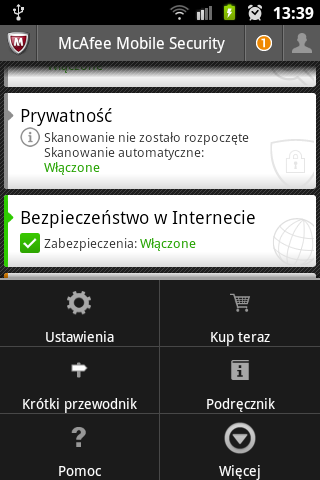 13:39
McAfee Mobile Security
1
Włączone
Prywatność
Skanowanie nie zostało rozpoczęte
Skanowanie automatyczne:
Włączone
Bezpieczeństwo w Internecie
Zabezpieczenia: Włączone
Ustawienia
Kup teraz
Krótki przewodnik
Podręcznik
Pomoc
Więcej